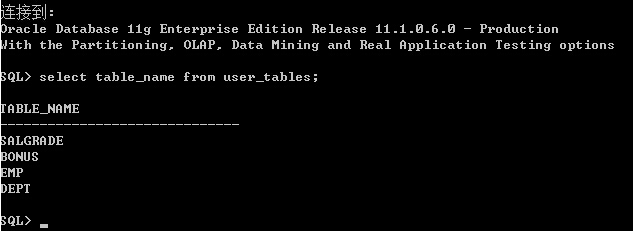 连接到:
Oracle Database 11g Enterprise Edition Release 11.1.0.6.0 - Production
With the Partitioning, OLAP, Data Mining and Real Application Testing options
SQL> select table_name from user_tables;
TABLE_NAME
------------------------------
SALGRADE
BONUS
EMP
DEPT
SQL> _